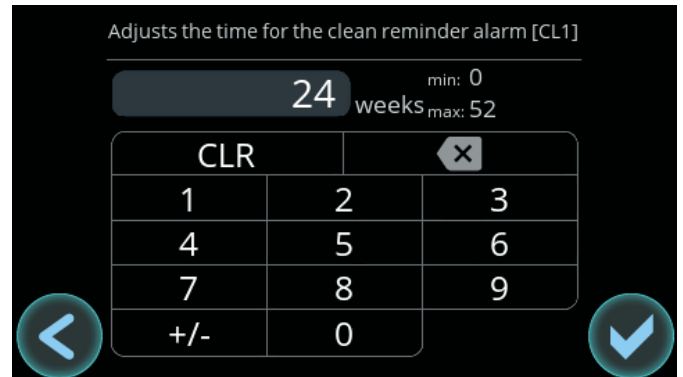 Adjusts the time for the clean reminder alarm [CL1]
24 weeks min: 0
max: 52
CLR
1 2 3
4 5 6
7 8 9
+/- 0